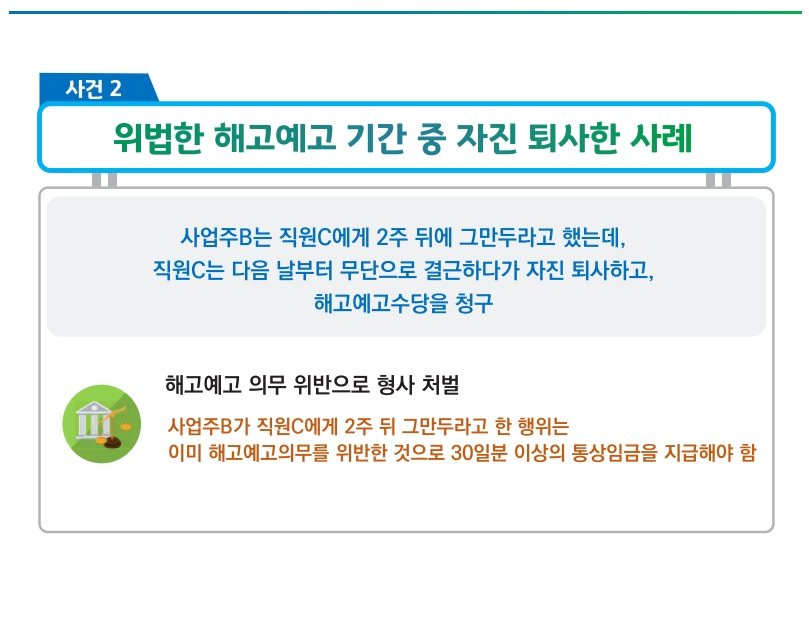 사건 2
위법한 해고예고 기간 중 자진 퇴사한 사례
사업주B는 직원C에게 2주 뒤에 그만두라고 했는데,
직원C는 다음 날부터 무단으로 결근하다가 자진 퇴사하고,
해고예고수당을 청구
해고예고 의무 위반으로 형사 처벌
사업주B가 직원C에게 2주 뒤 그만두라고 한 행위는
이미 해고예고의무를 위반한 것으로 30일분 이상의 통상임금을 지급해야 함